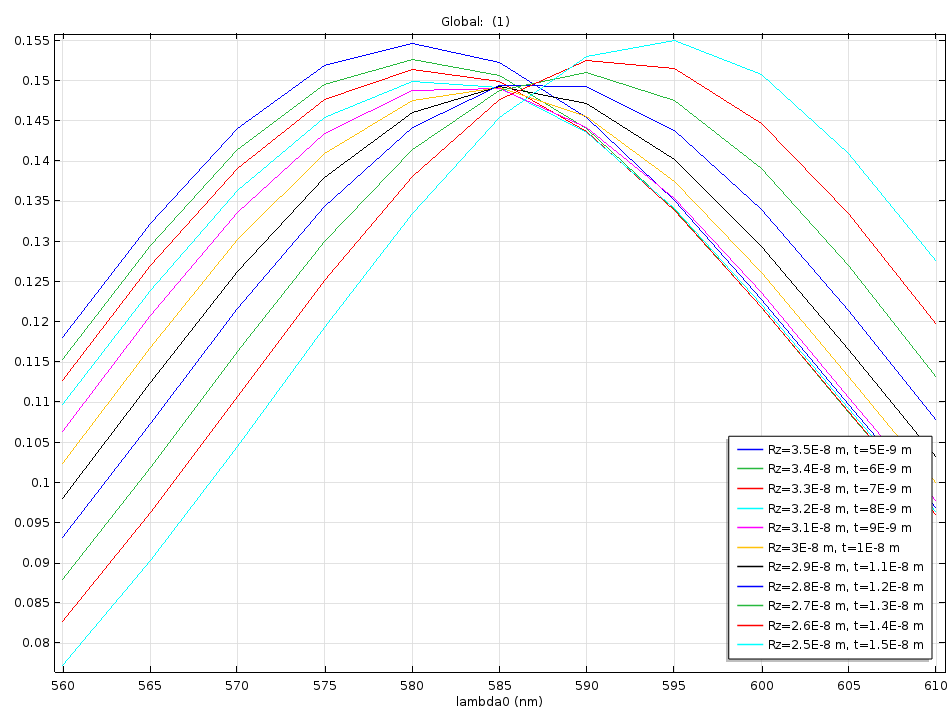 Global: (1)
0.155
0.15
0.145
0.14
0.135
0.13
0.125
0.12
0.115
0.11
0.105
0.1
0.095
0.09
0.085
0.08
Rz=3.5E-8 m, t=5E-9 m
Rz=3.4E-8 m, t=6E-9 m
Rz=3.3E-8 m, t=7E-9 m
Rz=3.2E-8 m, t=8E-9 m
Rz=3.1E-8 m, t=9E-9 m
Rz=3E-8 m, t=1E-8 m
Rz=2.9E-8 m, t=1.1E-8 m
Rz=2.8E-8 m, t=1.2E-8 m
Rz=2.7E-8 m, t=1.3E-8 m
Rz=2.6E-8 m, t=1.4E-8 m
Rz=2.5E-8 m, t=1.5E-8 m
560 565 570 575 580 585 590 595 600 605 610
lambda0 (nm)